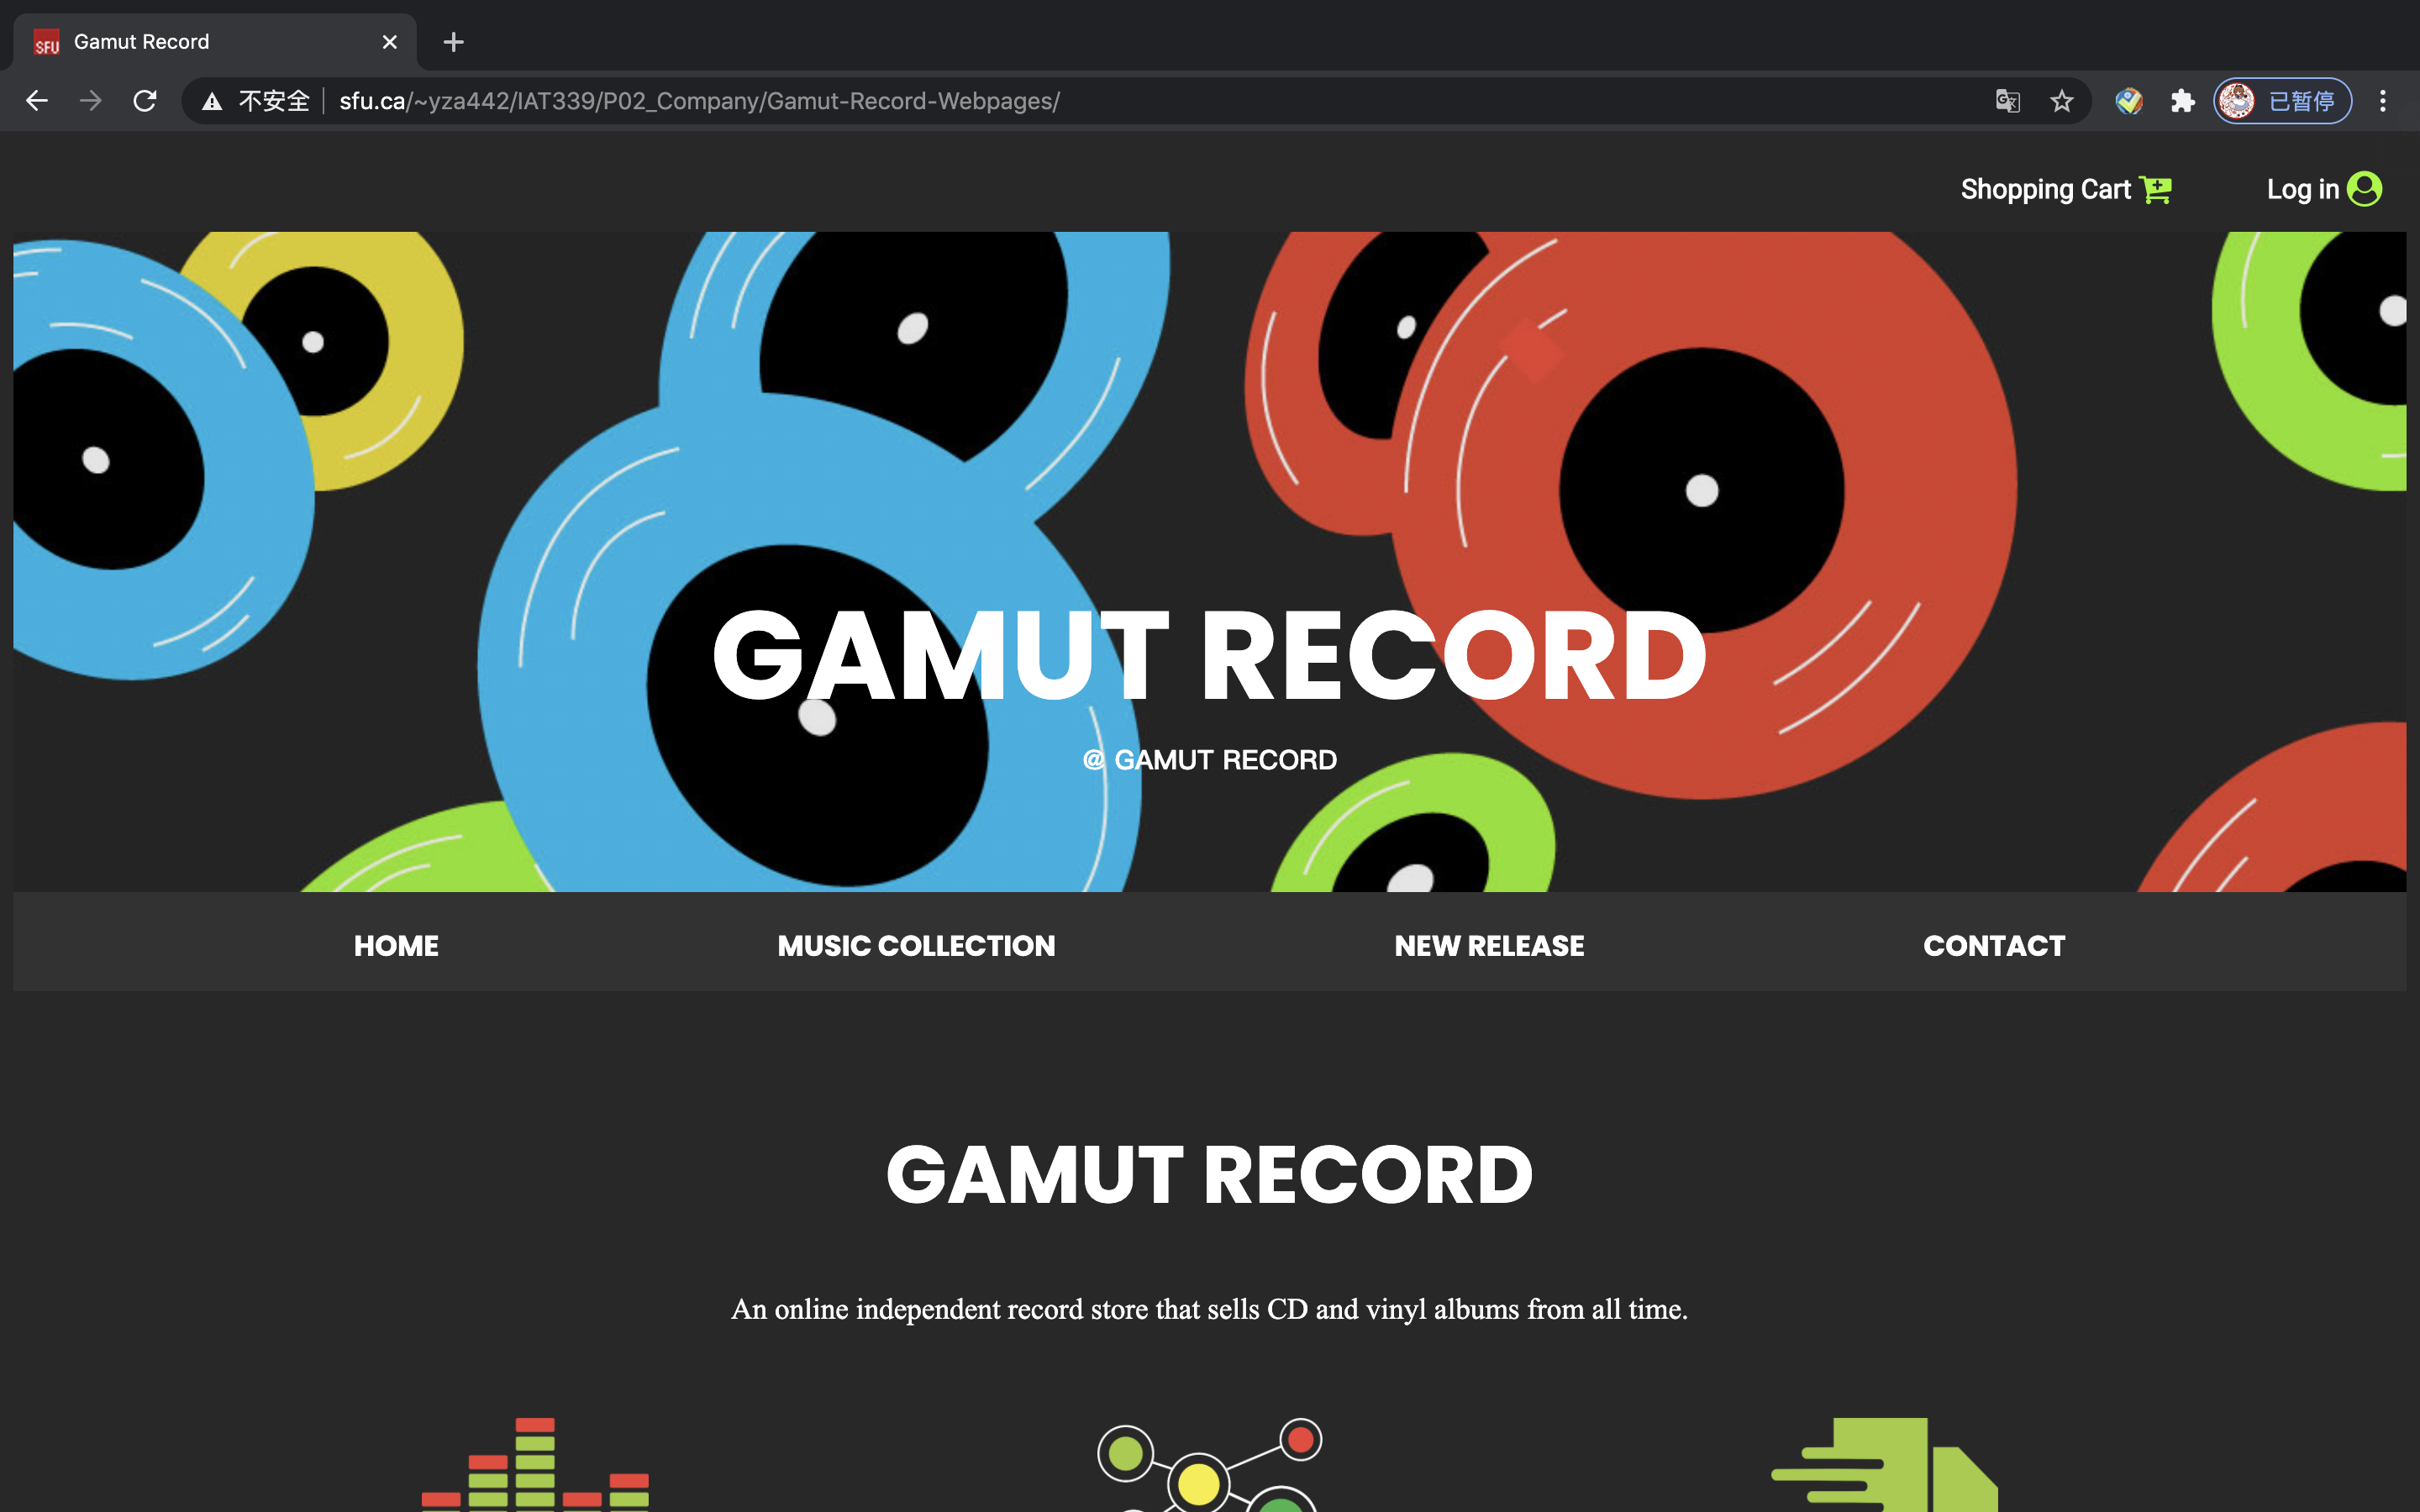 SFU Gamut Record
不安全 sfu.ca/~yza442/IAT339/P02_Company/Gamut-Record-Webpages/ 已暂停
Shopping Cart Log in
GAMUT RECORD
@ GAMUT RECORD
HOME MUSIC COLLECTION NEW RELEASE CONTACT
GAMUT RECORD
An online independent record store that sells CD and vinyl albums from all time.